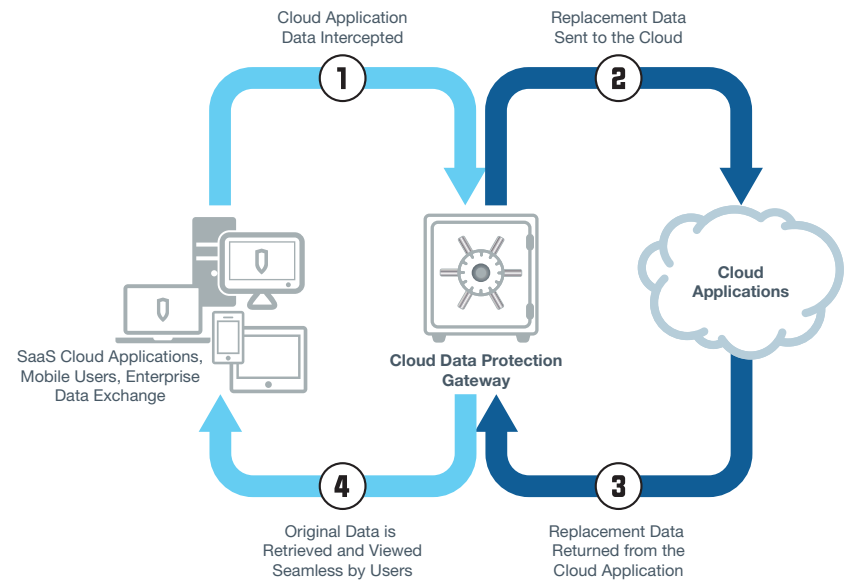 Cloud Application
Data Intercepted
1
Replacement Data
Sent to the Cloud
2
Cloud
Applications
SaaS Cloud Applications,
Mobile Users, Enterprise
Data Exchange
Cloud Data Protection
Gateway
4
Original Data is
Retrieved and Viewed
Seamless by Users
3
Replacement Data
Returned from the
Cloud Application